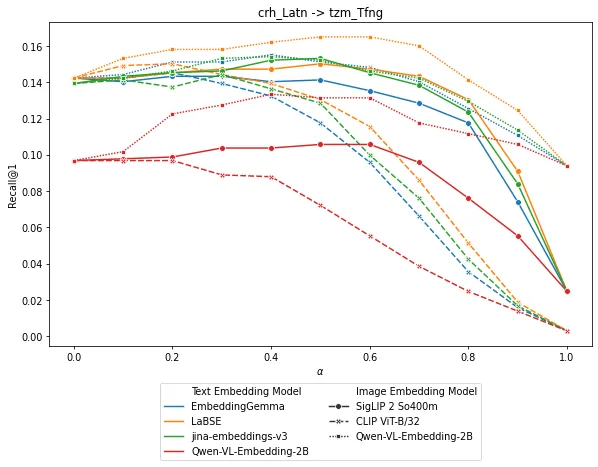 crh_Latn -> tzm_Tfng
Recall@1
0.16
0.14
0.12
0.10
0.08
0.06
0.04
0.02
0.00
0.0 0.2 0.4 0.6 0.8 1.0
α
Text Embedding Model
EmbeddingGemma
LaBSE
jina-embeddings-v3
Qwen-VL-Embedding-2B
Image Embedding Model
SigLIP 2 So400m
CLIP ViT-B/32
Qwen-VL-Embedding-2B